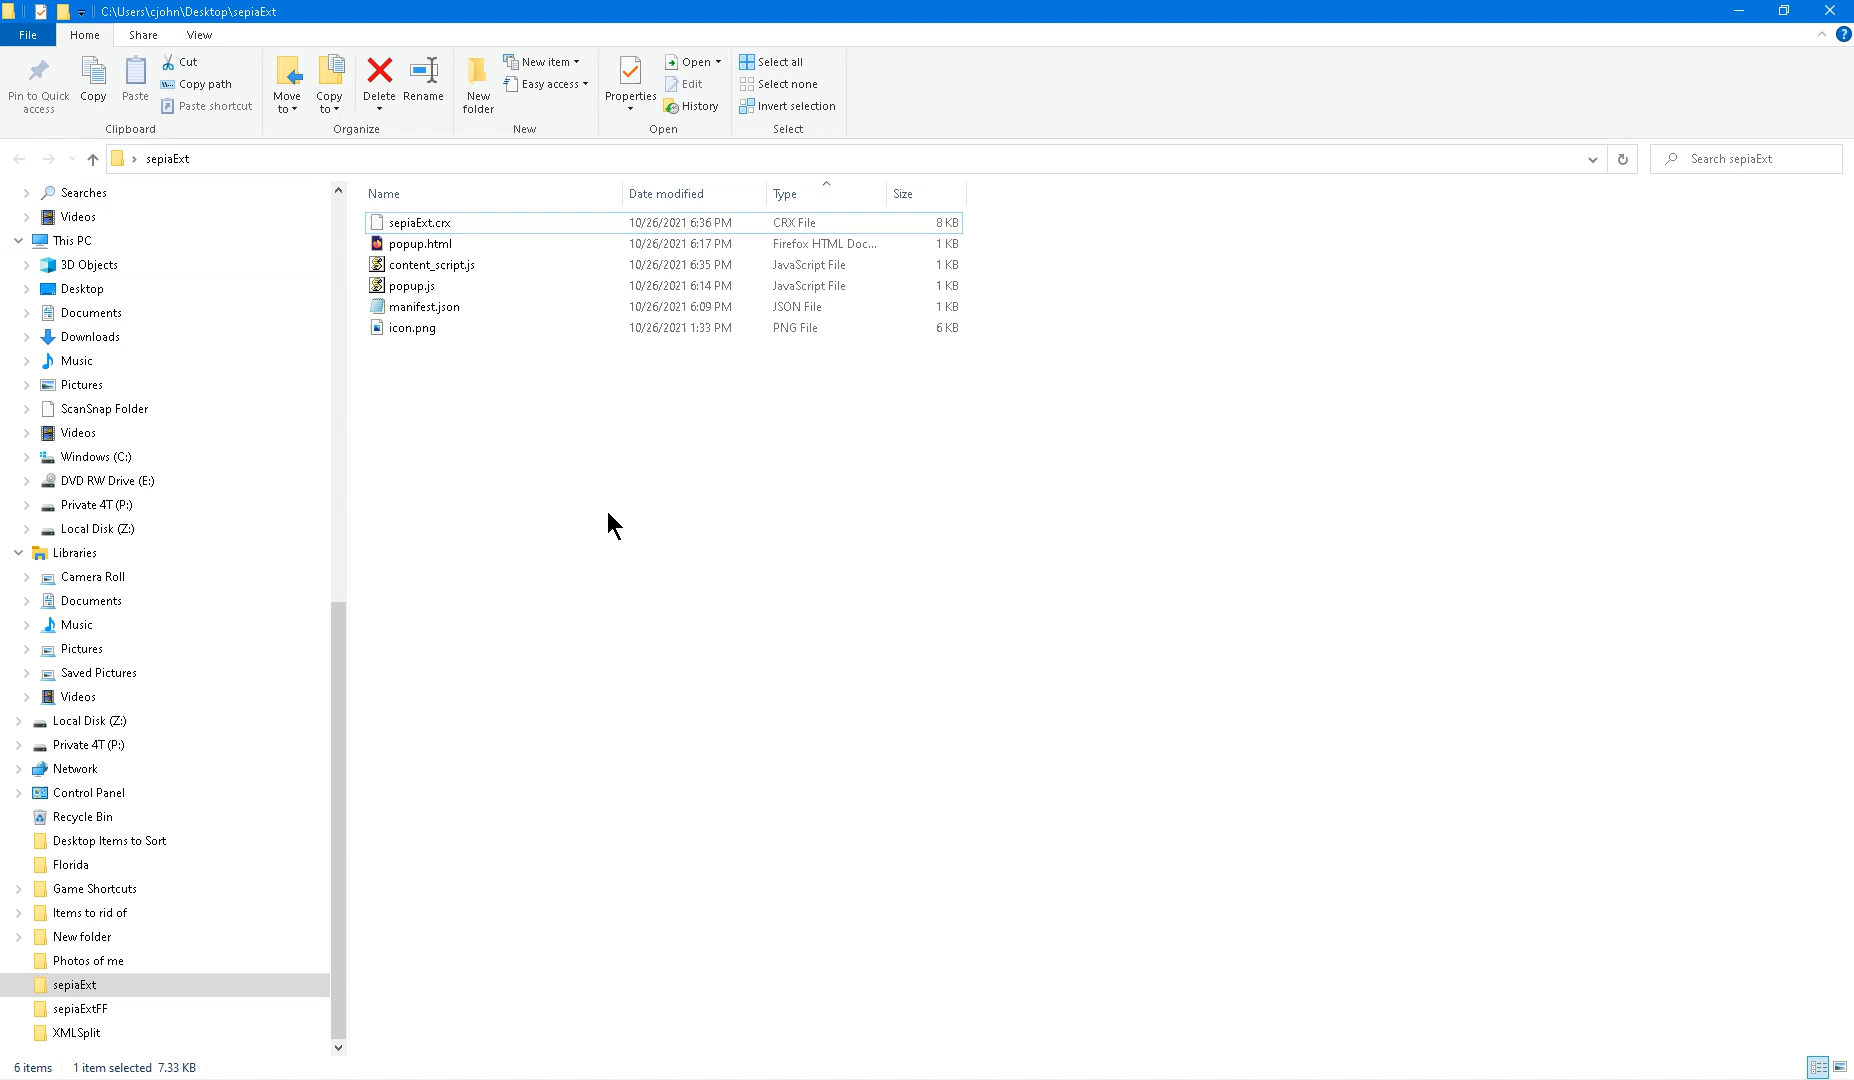 C:\Users\cjohn\Desktop\sepiaExt
File Home Share View
Pin to Quick access
Copy
Paste
Cut
Copy path
Paste shortcut
Clipboard
Move to
Copy to
Delete
Rename
Organize
New folder
New item
Easy access
New
Properties
Open
Edit
History
Open
Select all
Select none
Invert selection
Select
sepiaExt
Search sepiaExt
Name Date modified Type Size
sepiaExt.crx 10/26/2021 6:36 PM CRX File 8 KB
popup.html 10/26/2021 6:17 PM Firefox HTML Doc... 1 KB
content_script.js 10/26/2021 6:35 PM JavaScript File 1 KB
popup.js 10/26/2021 6:14 PM JavaScript File 1 KB
manifest.json 10/26/2021 6:09 PM JSON File 1 KB
icon.png 10/26/2021 1:33 PM PNG File 6 KB
Searches
Videos
This PC
3D Objects
Desktop
Documents
Downloads
Music
Pictures
ScanSnap Folder
Videos
Windows (C:)
DVD RW Drive (E:)
Private 4T (P:)
Local Disk (Z:)
Libraries
Camera Roll
Documents
Music
Pictures
Saved Pictures
Videos
Local Disk (Z:)
Private 4T (P:)
Network
Control Panel
Recycle Bin
Desktop Items to Sort
Florida
Game Shortcuts
Items to rid of
New folder
Photos of me
sepiaExt
sepiaExtFF
XMLSplit
6 items 1 item selected 7.33 KB